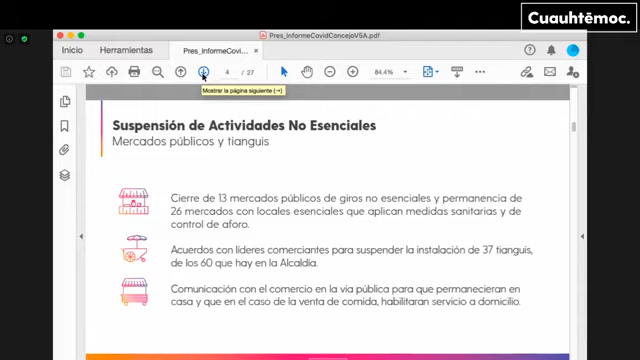 Cuauhtēmoc.
Pres_InformeCovidConcejoV5A.pdf
Inicio
Herramientas
Pres_InformeCovi...
4 / 27
84.4%
Mostrar la página siguiente (→)
Suspensión de Actividades No Esenciales
Mercados públicos y tianguis
Cierre de 13 mercados públicos de giros no esenciales y permanencia de
26 mercados con locales esenciales que aplican medidas sanitarias y de
control de aforo.
Acuerdos con líderes comerciantes para suspender la instalación de 37 tianguis,
de los 60 que hay en la Alcaldía.
Comunicación con el comercio en la vía pública para que permanecieran en
casa y que en el caso de la venta de comida, habilitaran servicio a domicilio.